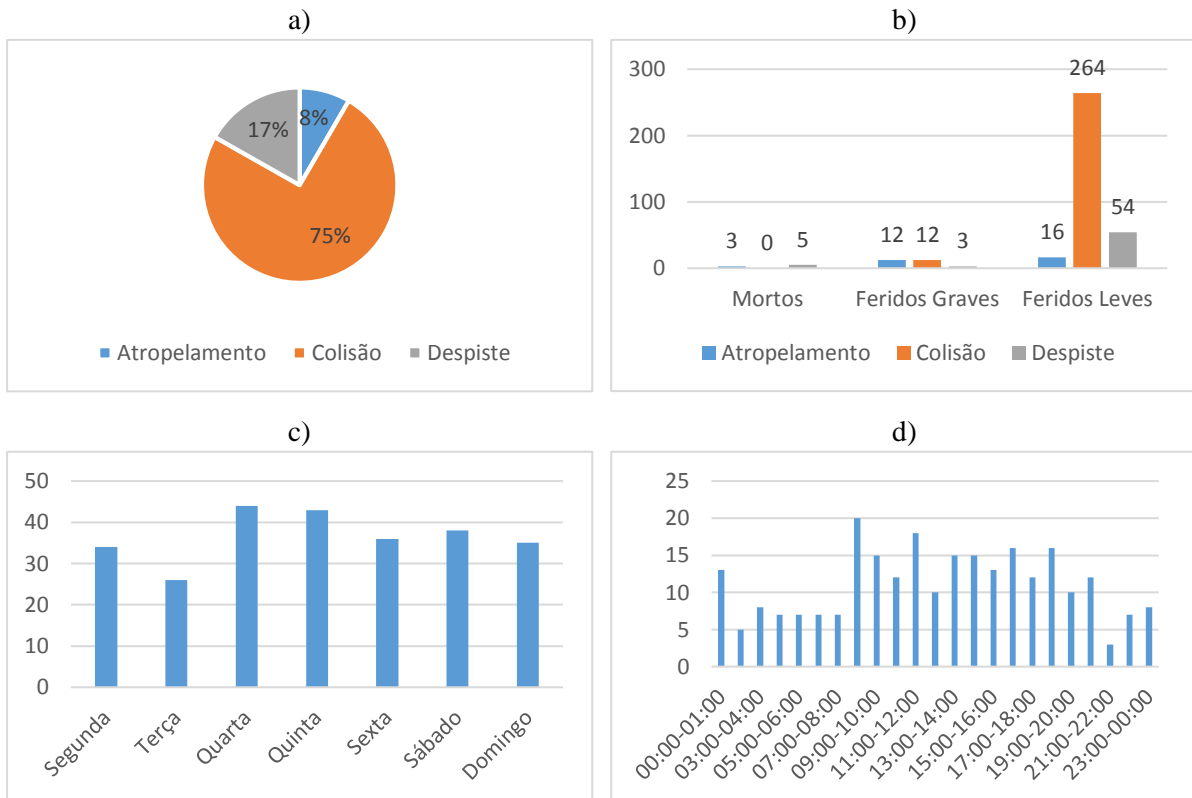 a)
8%
17%
75%
Atropelamento Colisão Despiste
b)
300
200
100
0
3 0 5
12 12 3
16 264 54
Mortos Feridos Graves Feridos Leves
Atropelamento Colisão Despiste
c)
50
40
30
20
10
0
Segunda
Terça
Quarta
Quinta
Sexta
Sábado
Domingo
d)
25
20
15
10
5
0
00:00-01:00
03:00-04:00
05:00-06:00
07:00-08:00
09:00-10:00
11:00-12:00
13:00-14:00
15:00-16:00
17:00-18:00
19:00-20:00
21:00-22:00
23:00-00:00